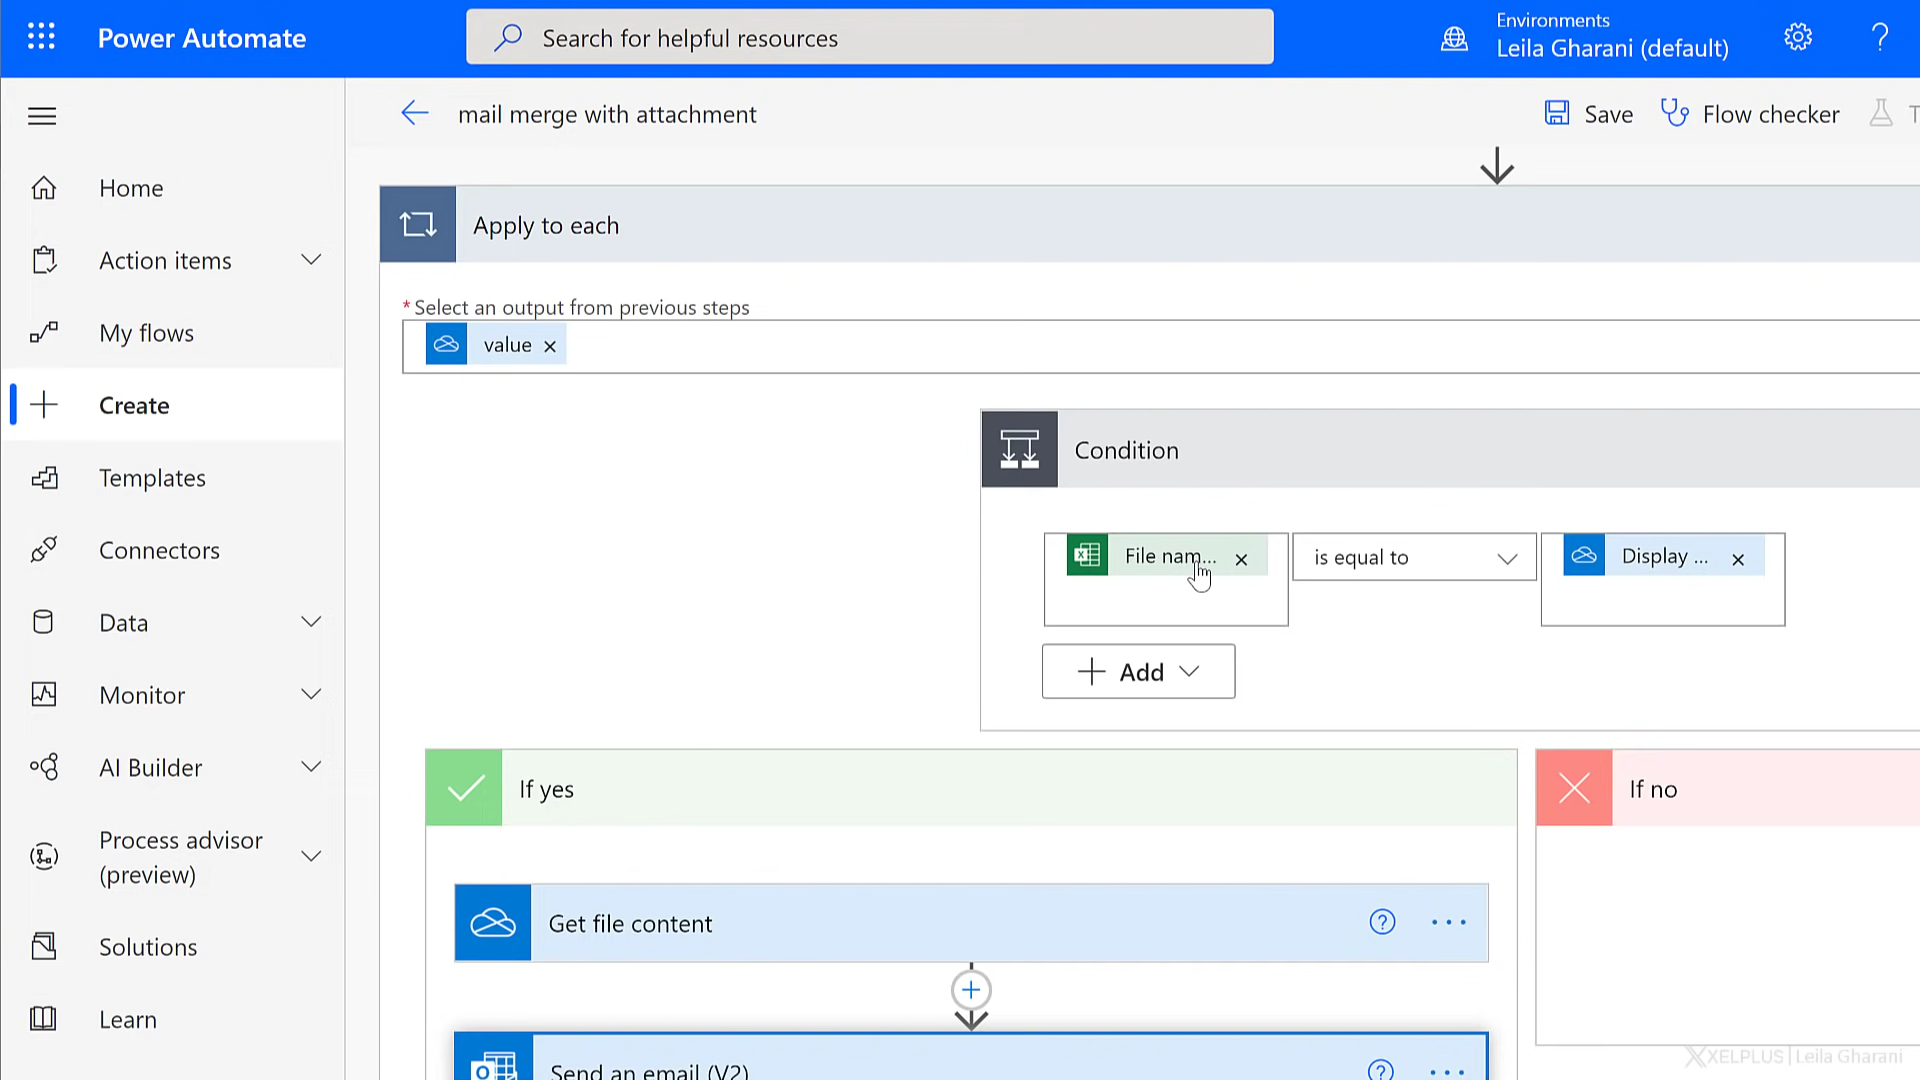 Power Automate
Search for helpful resources
Environments
Leila Gharani (default)
?
mail merge with attachment
Save
Flow checker
T
Home
Action items
My flows
Create
Templates
Connectors
Data
Monitor
AI Builder
Process advisor
(preview)
Solutions
Learn
Apply to each
* Select an output from previous steps
value
Condition
File nam...
is equal to
Display ...
Add
If yes
If no
Get file content
?
Send an email (V2)
?
XELPLUS | Leila Gharani